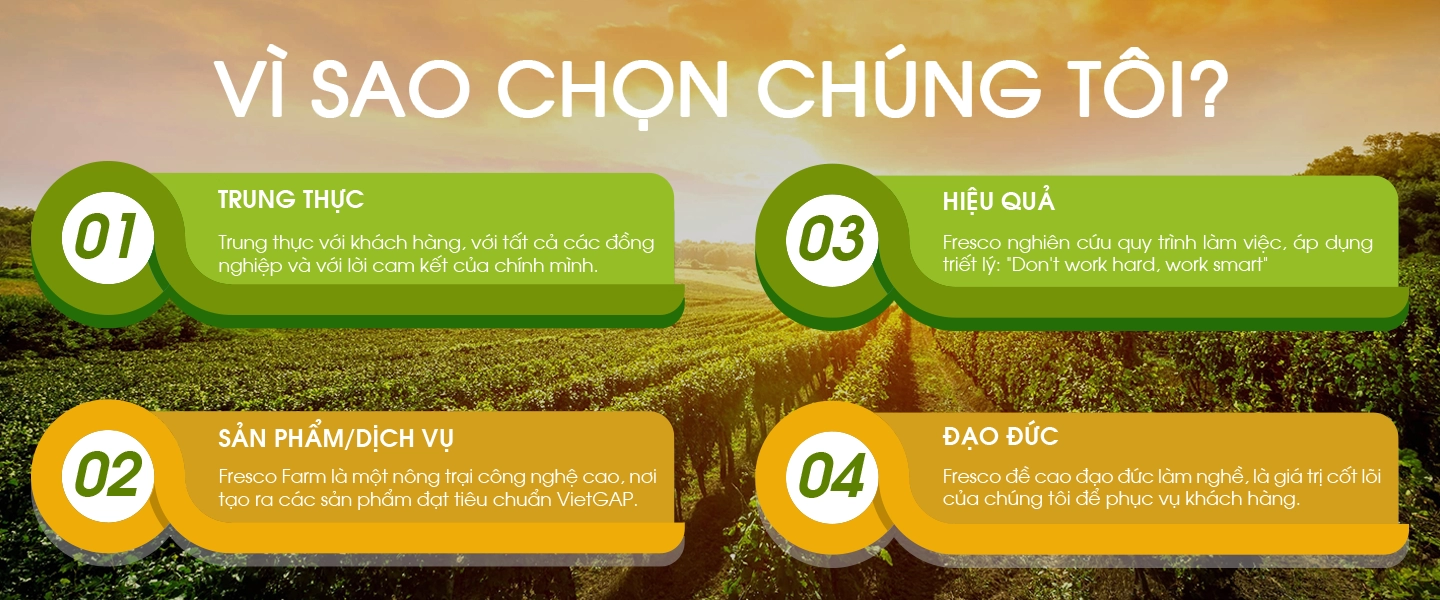 VÌ SAO CHỌN CHÚNG TÔI?
01
TRUNG THỰC
Trung thực với khách hàng, với tất cả các đồng
nghiệp và với lời cam kết của chính mình.
02
SẢN PHẨM/DỊCH VỤ
Fresco Farm là một nông trại công nghệ cao, nơi
tạo ra các sản phẩm đạt tiêu chuẩn VietGAP.
03
HIỆU QUẢ
Fresco nghiên cứu quy trình làm việc, áp dụng
triết lý: "Don't work hard, work smart"
04
ĐẠO ĐỨC
Fresco đề cao đạo đức làm nghề, là giá trị cốt lõi
của chúng tôi để phục vụ khách hàng.